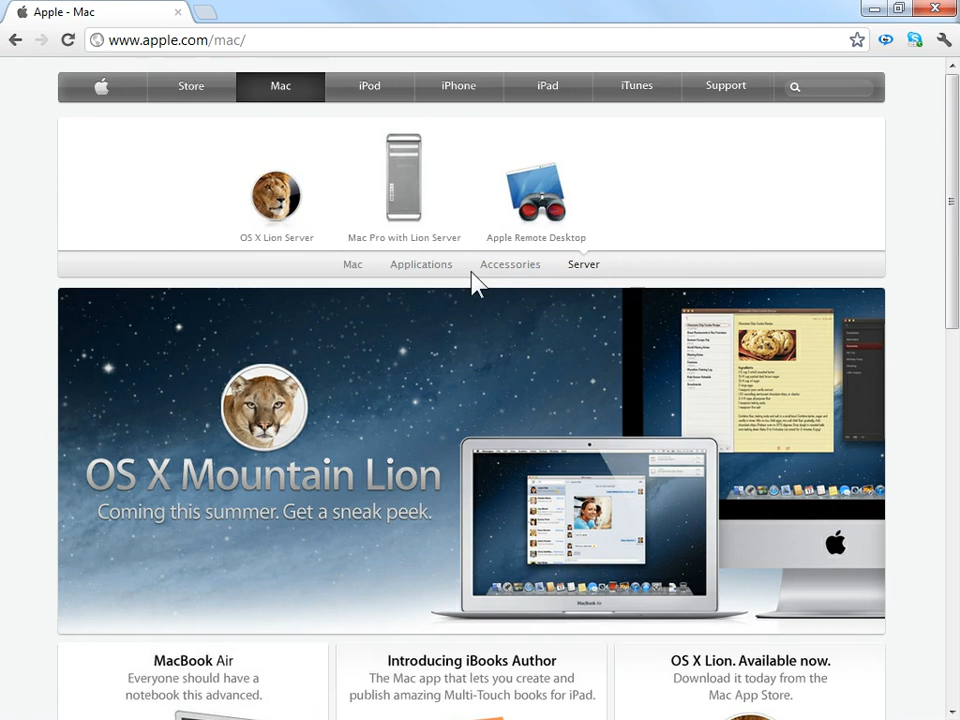 Apple - Mac
www.apple.com/mac/
Store Mac iPod iPhone iPad iTunes Support
OS X Lion Server Mac Pro with Lion Server Apple Remote Desktop
Mac Applications Accessories Server
OS X Mountain Lion
Coming this summer. Get a sneak peek.
MacBook Air
MacBook Air
Everyone should have a
notebook this advanced.
Introducing iBooks Author
The Mac app that lets you create and
publish amazing Multi-Touch books for iPad.
OS X Lion. Available now.
Download it today from the
Mac App Store.